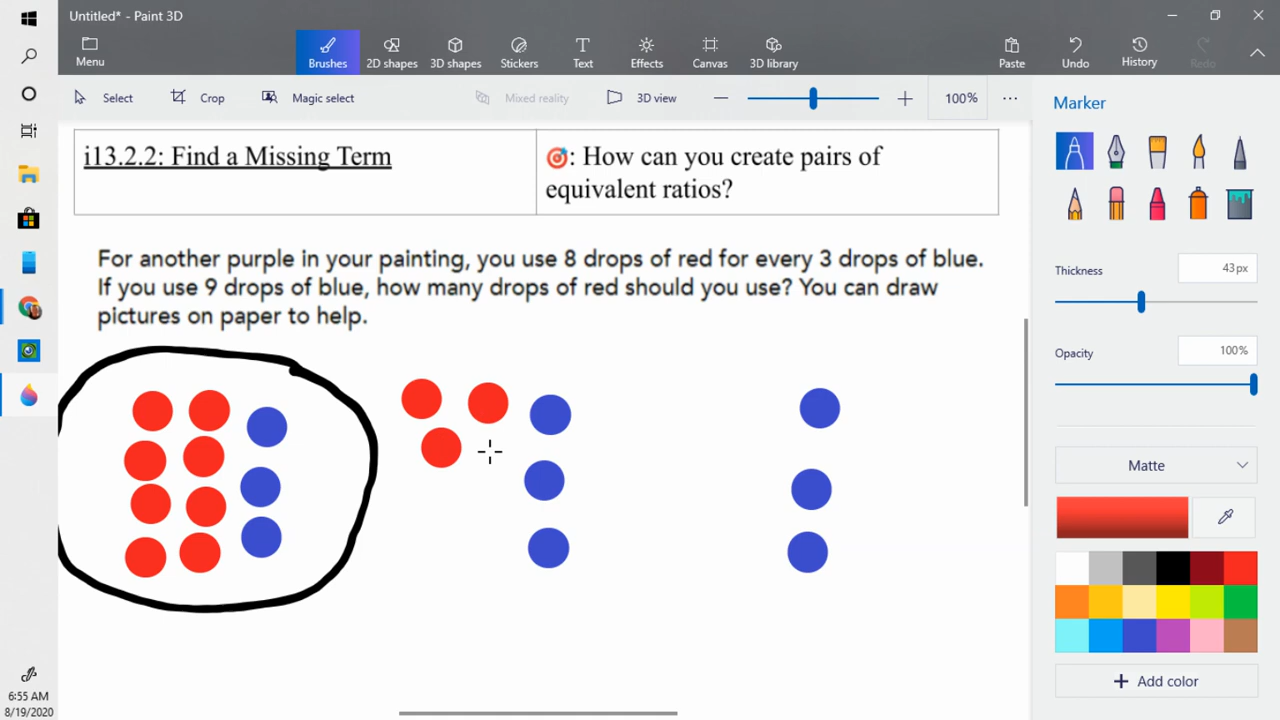 Untitled* - Paint 3D
Menu
Brushes
2D shapes
3D shapes
Stickers
Text
Effects
Canvas
3D library
Paste
Undo
History
Redo
Select
Crop
Magic select
Mixed reality
3D view
100%
Marker
i13.2.2: Find a Missing Term
🎯: How can you create pairs of
equivalent ratios?
For another purple in your painting, you use 8 drops of red for every 3 drops of blue.
If you use 9 drops of blue, how many drops of red should you use? You can draw
pictures on paper to help.
Thickness
43px
Opacity
100%
Matte
Add color
6:55 AM
8/19/2020